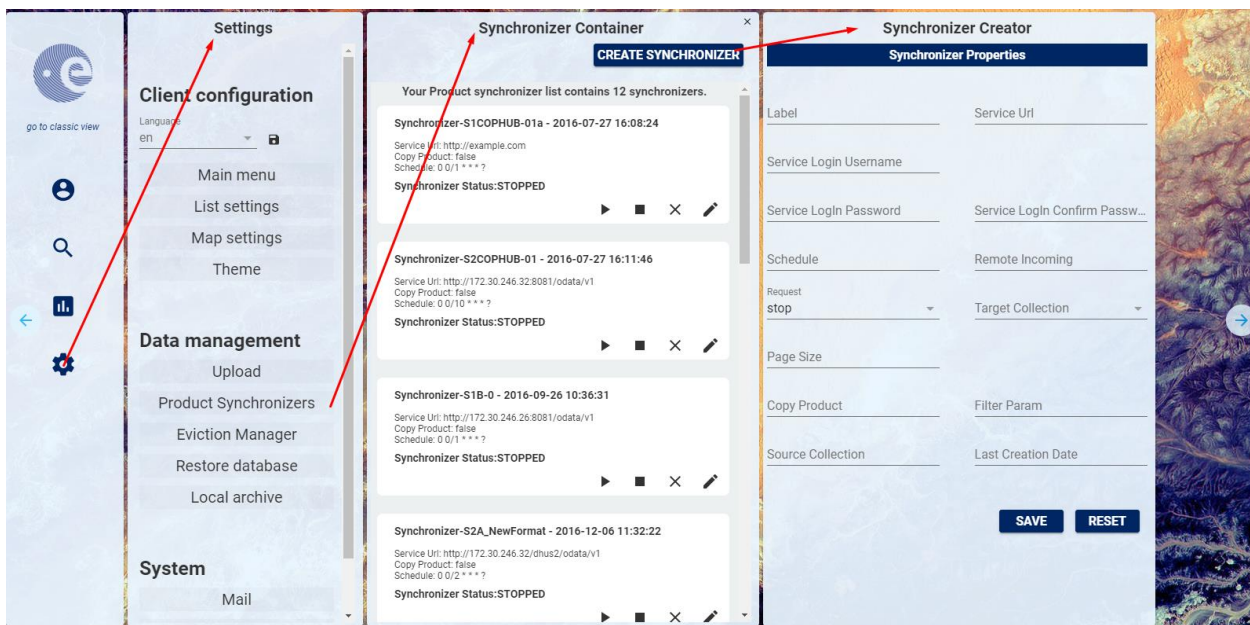 go to classic view
Settings
Client configuration
Language
en
Main menu
List settings
Map settings
Theme
Data management
Upload
Product Synchronizers
Eviction Manager
Restore database
Local archive
System
Mail
Synchronizer Container
×
CREATE SYNCHRONIZER
Your Product synchronizer list contains 12 synchronizers.
Synchronizer-S1COPHUB-01a - 2016-07-27 16:08:24
Service Url: http://example.com
Copy Product: false
Schedule: 0 0/1 * * * ?
Synchronizer Status:STOPPED
Synchronizer-S2COPHUB-01 - 2016-07-27 16:11:46
Service Url: http://172.30.246.32:8081/odata/v1
Copy Product: false
Schedule: 0 0/10 * * * ?
Synchronizer Status:STOPPED
Synchronizer-S1B-0 - 2016-09-26 10:36:31
Service Url: http://172.30.246.26:8081/odata/v1
Copy Product: false
Schedule: 0 0/1 * * * ?
Synchronizer Status:STOPPED
Synchronizer-S2A_NewFormat - 2016-12-06 11:32:22
Service Url: http://172.30.246.32/dhus2/odata/v1
Copy Product: false
Schedule: 0 0/2 * * * ?
Synchronizer Status:STOPPED
Synchronizer Creator
Synchronizer Properties
Label Service Url
Service Login Username
Service LogIn Password Service LogIn Confirm Passw...
Schedule Remote Incoming
Request
stop Target Collection
Page Size
Copy Product Filter Param
Source Collection Last Creation Date
SAVE RESET